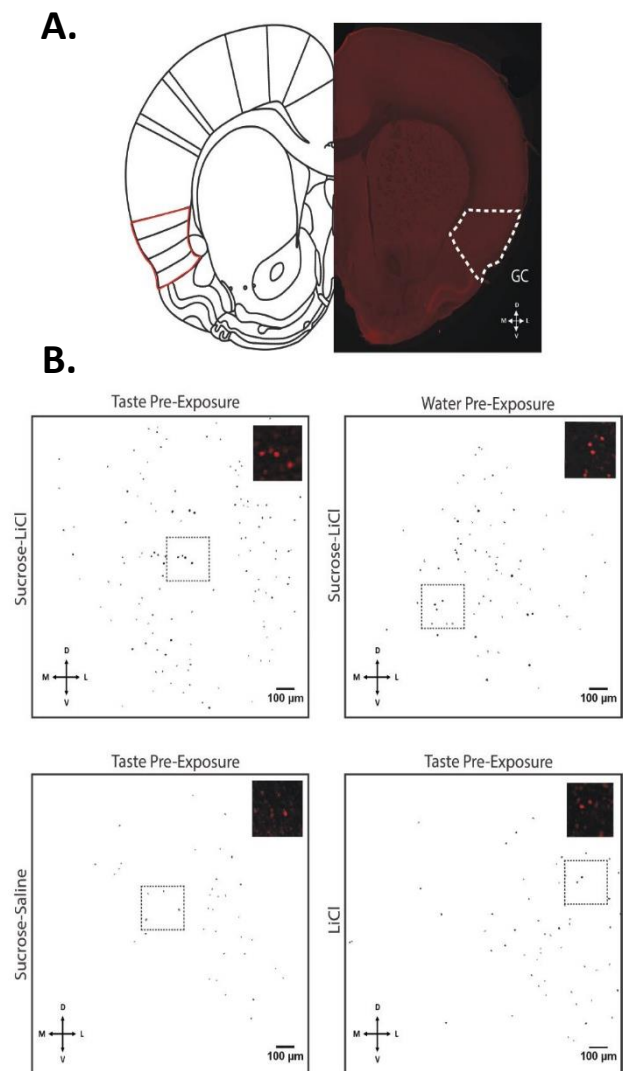 A.
GC
D
M L
V
B.
Taste Pre-Exposure
Water Pre-Exposure
Sucrose-LiCl
D
M L
V
100 µm
Sucrose-LiCl
D
M L
V
100 µm
Taste Pre-Exposure
Taste Pre-Exposure
Sucrose-Saline
D
M L
V
100 µm
LiCl
D
M L
V
100 µm